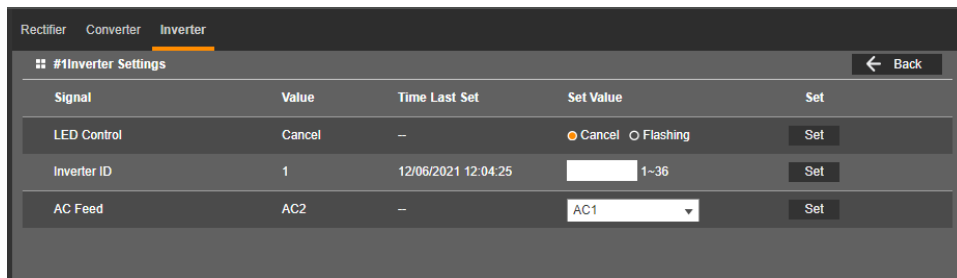 Rectifier Converter Inverter
#1Inverter Settings Back
Signal Value Time Last Set Set Value Set
LED Control Cancel -- Cancel Flashing Set
Inverter ID 1 12/06/2021 12:04:25 1~36 Set
AC Feed AC2 -- AC1 Set